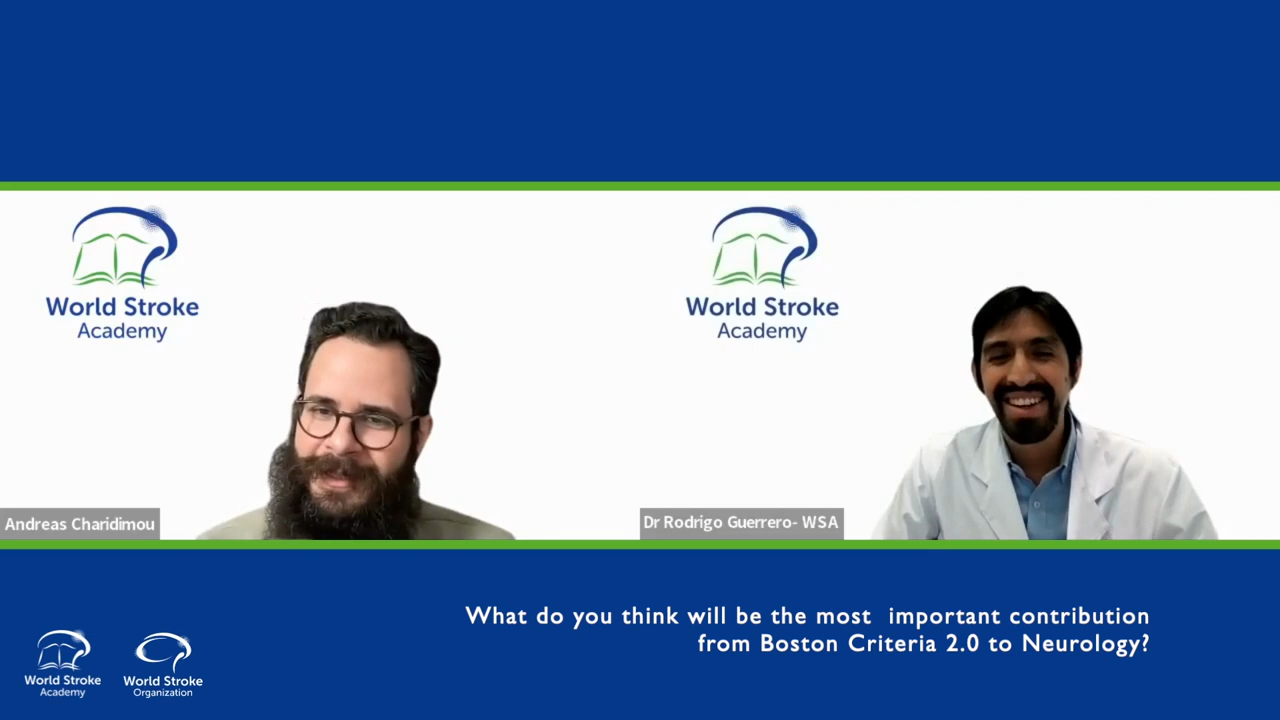 World Stroke
Academy
World Stroke
Academy
Andreas Charidimou
Dr Rodrigo Guerrero- WSA
What do you think will be the most important contribution
from Boston Criteria 2.0 to Neurology?
World Stroke
Academy
World Stroke
Organization